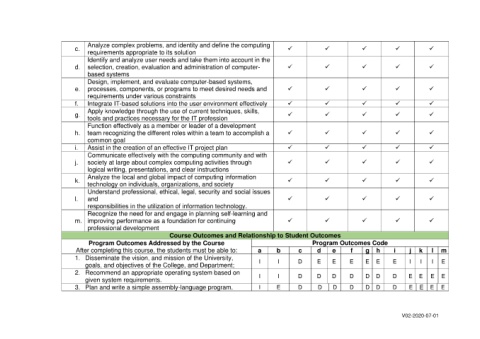 c. Analyze complex problems, and identity and define the computing
requirements appropriate to its solution ✓ ✓ ✓ ✓ ✓
d. Identify and analyze user needs and take them into account in the
selection, creation, evaluation and administration of computer-
based systems ✓ ✓ ✓ ✓ ✓
e. Design, implement, and evaluate computer-based systems,
processes, components, or programs to meet desired needs and
requirements under various constraints ✓ ✓ ✓ ✓ ✓
f. Integrate IT-based solutions into the user environment effectively ✓ ✓ ✓ ✓ ✓
g. Apply knowledge through the use of current techniques, skills,
tools and practices necessary for the IT profession ✓ ✓ ✓ ✓ ✓
h. Function effectively as a member or leader of a development
team recognizing the different roles within a team to accomplish a
common goal ✓ ✓ ✓ ✓ ✓
i. Assist in the creation of an effective IT project plan ✓ ✓ ✓ ✓ ✓
j. Communicate effectively with the computing community and with
society at large about complex computing activities through
logical writing, presentations, and clear instructions ✓ ✓ ✓ ✓ ✓
k. Analyze the local and global impact of computing information
technology on individuals, organizations, and society ✓ ✓ ✓ ✓ ✓
l. Understand professional, ethical, legal, security and social issues
and
responsibilities in the utilization of information technology. ✓ ✓ ✓ ✓ ✓
m. Recognize the need for and engage in planning self-learning and
improving performance as a foundation for continuing
professional development ✓ ✓ ✓ ✓ ✓
Course Outcomes and Relationship to Student Outcomes
Program Outcomes Addressed by the Course Program Outcomes Code
After completing this course, the students must be able to: a b c d e f g h i j k l m
1. Disseminate the vision, and mission of the University,
goals, and objectives of the College, and Department; I I D E E E E E E I I I E
2. Recommend an appropriate operating system based on
given system requirements. I I D D D D D D D E E E E
3. Plan and write a simple assembly-language program. I E D D D D D D D E E E E
V02-2020-07-01